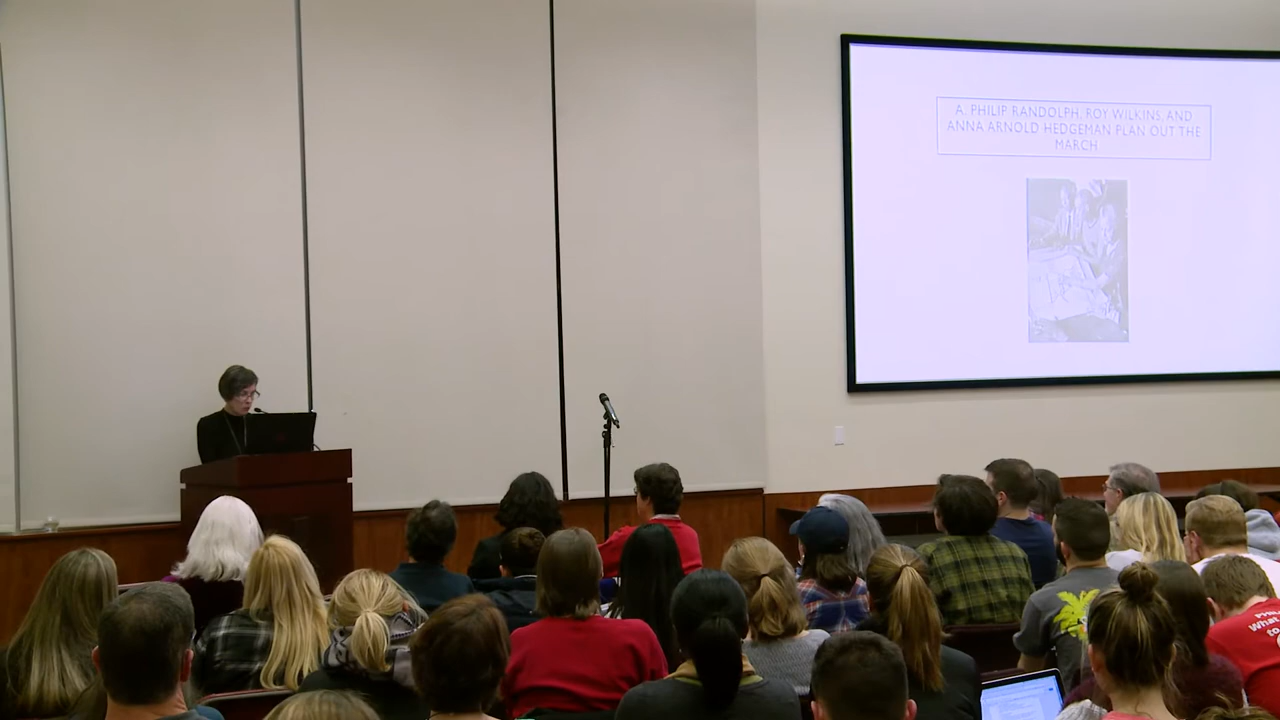 A. PHILIP RANDOLPH, ROY WILKINS, AND
ANNA ARNOLD HEDGEMAN PLAN OUT THE
MARCH